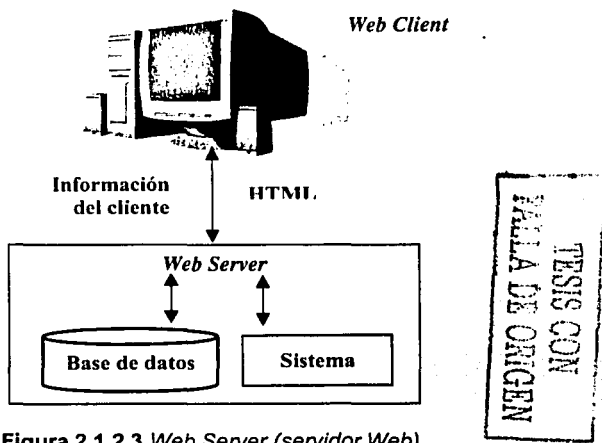 Web Client
Información
del cliente
HTML
Web Server
Base de datos
Sistema
Figura 2.1.2.3 Web Server (servidor Web)
TESIS CON
FALLA DE ORIGEN